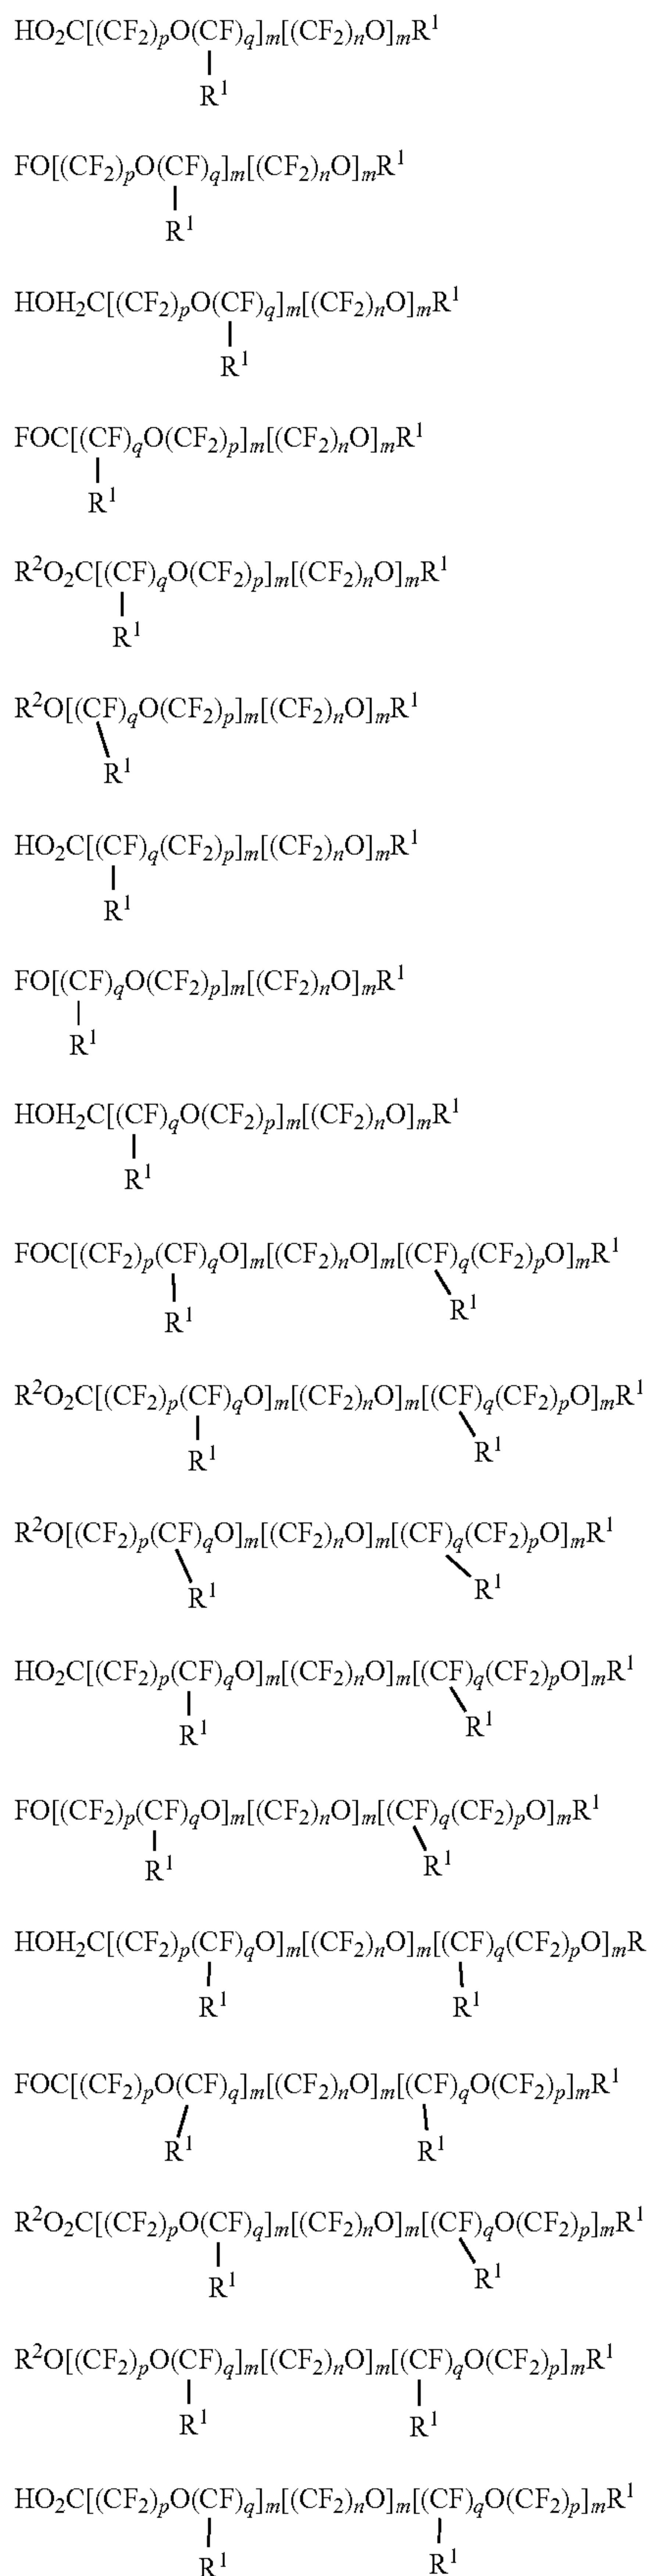 HO₂C[(CF₂)ₚO(CF)q]ₘ[(CF₂)ₙO]ₘR¹
R¹
FO[(CF₂)ₚO(CF)q]ₘ[(CF₂)ₙO]ₘR¹
R¹
HOH₂C[(CF₂)ₚO(CF)q]ₘ[(CF₂)ₙO]ₘR¹
R¹
FOC[(CF)qO(CF₂)ₚ]ₘ[(CF₂)ₙO]ₘR¹
R¹
R²O₂C[(CF)qO(CF₂)ₚ]ₘ[(CF₂)ₙO]ₘR¹
R¹
R²O[(CF)qO(CF₂)ₚ]ₘ[(CF₂)ₙO]ₘR¹
R¹
HO₂C[(CF)q(CF₂)ₚ]ₘ[(CF₂)ₙO]ₘR¹
R¹
FO[(CF)qO(CF₂)ₚ]ₘ[(CF₂)ₙO]ₘR¹
R¹
HOH₂C[(CF)qO(CF₂)ₚ]ₘ[(CF₂)ₙO]ₘR¹
R¹
FOC[(CF₂)ₚ(CF)qO]ₘ[(CF₂)ₙO]ₘ[(CF)q(CF₂)ₚO]ₘR¹
R¹ R¹
R²O₂C[(CF₂)ₚ(CF)qO]ₘ[(CF₂)ₙO]ₘ[(CF)q(CF₂)ₚO]ₘR¹
R¹ R¹
R²O[(CF₂)ₚ(CF)qO]ₘ[(CF₂)ₙO]ₘ[(CF)q(CF₂)ₚO]ₘR¹
R¹ R¹
HO₂C[(CF₂)ₚ(CF)qO]ₘ[(CF₂)ₙO]ₘ[(CF)q(CF₂)ₚO]ₘR¹
R¹ R¹
FO[(CF₂)ₚ(CF)qO]ₘ[(CF₂)ₙO]ₘ[(CF)q(CF₂)ₚO]ₘR¹
R¹ R¹
HOH₂C[(CF₂)ₚ(CF)qO]ₘ[(CF₂)ₙO]ₘ[(CF)q(CF₂)ₚO]ₘR
R¹ R¹
FOC[(CF₂)ₚO(CF)q]ₘ[(CF₂)ₙO]ₘ[(CF)qO(CF₂)ₚ]ₘR¹
R¹ R¹
R²O₂C[(CF₂)ₚO(CF)q]ₘ[(CF₂)ₙO]ₘ[(CF)qO(CF₂)ₚ]ₘR¹
R¹ R¹
R²O[(CF₂)ₚO(CF)q]ₘ[(CF₂)ₙO]ₘ[(CF)qO(CF₂)ₚ]ₘR¹
R¹ R¹
HO₂C[(CF₂)ₚO(CF)q]ₘ[(CF₂)ₙO]ₘ[(CF)qO(CF₂)ₚ]ₘR¹
R¹ R¹